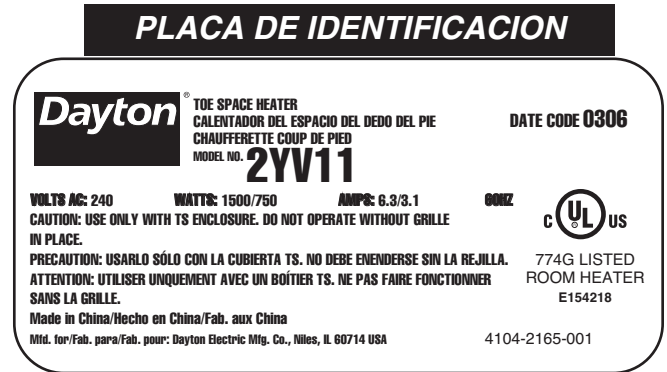 PLACA DE IDENTIFICACION
Dayton®
TOE SPACE HEATER
CALENTADOR DEL ESPACIO DEL DEDO DEL PIE
CHAUFFERETTE COUP DE PIED
MODEL NO. 2YV11
DATE CODE 0306
VOLTS AC: 240 WATTS: 1500/750 AMPS: 6.3/3.1 60HZ
CAUTION: USE ONLY WITH TS ENCLOSURE. DO NOT OPERATE WITHOUT GRILLE
IN PLACE.
PRECAUTION: USARLO SÓLO CON LA CUBIERTA TS. NO DEBE ENENDERSE SIN LA REJILLA.
ATTENTION: UTILISER UNQUEMENT AVEC UN BOÎTIER TS. NE PAS FAIRE FONCTIONNER
SANS LA GRILLE.
Made in China/Hecho en China/Fab. aux China
Mfd. for/Fab. para/Fab. pour: Dayton Electric Mfg. Co., Niles, IL 60714 USA
C UL US
774G LISTED
ROOM HEATER
E154218
4104-2165-001